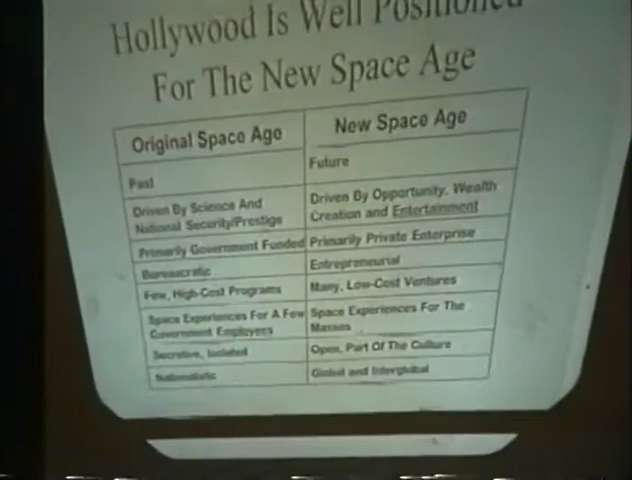 Hollywood Is Well Positioned
For The New Space Age
Original Space Age New Space Age
Past Future
Driven By Science And
National Security/Prestige
Driven By Opportunity, Wealth
Creation and Entertainment
Primarily Government Funded Primarily Private Enterprise
Bureaucratic Entrepreneurial
Few, High-Cost Programs Many, Low-Cost Ventures
Space Experiences For A Few
Government Employees
Space Experiences For The
Masses
Secretive, Isolated Open, Part Of The Culture
Nationalistic Global and Interglobal